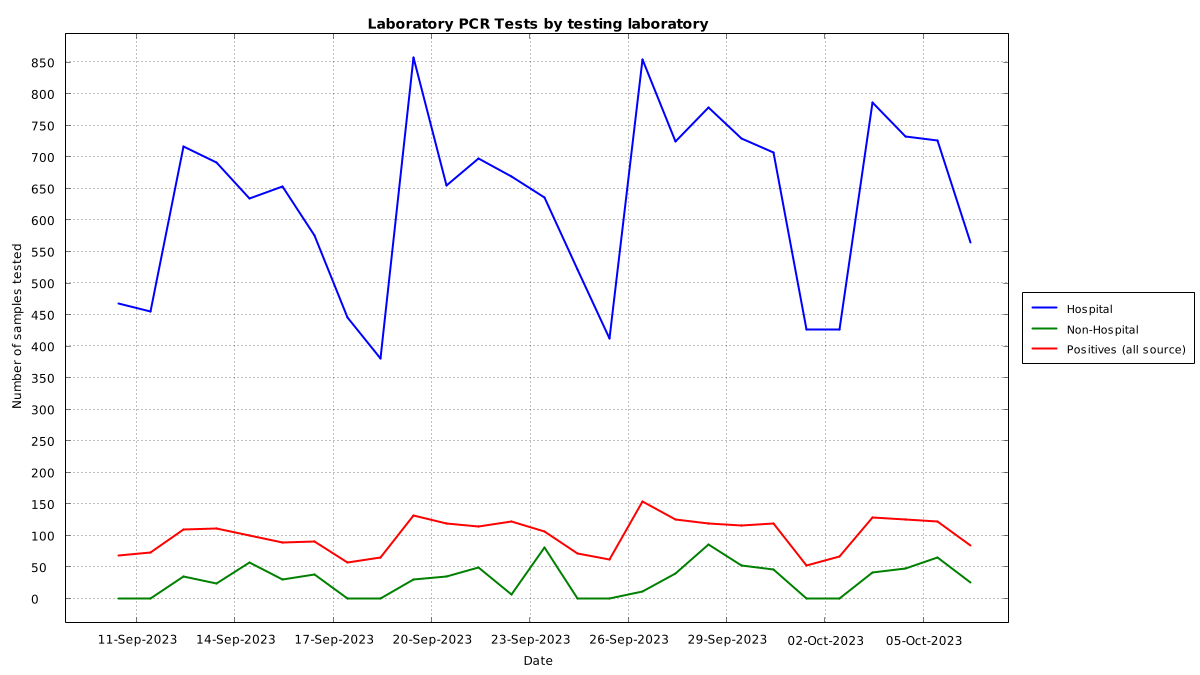 Laboratory PCR Tests by testing laboratory
850
800
750
700
650
600
550
500
450
400
350
300
250
200
150
100
50
0
Number of samples tested
11-Sep-2023 14-Sep-2023 17-Sep-2023 20-Sep-2023 23-Sep-2023 26-Sep-2023 29-Sep-2023 02-Oct-2023 05-Oct-2023
Date
Hospital
Non-Hospital
Positives (all source)